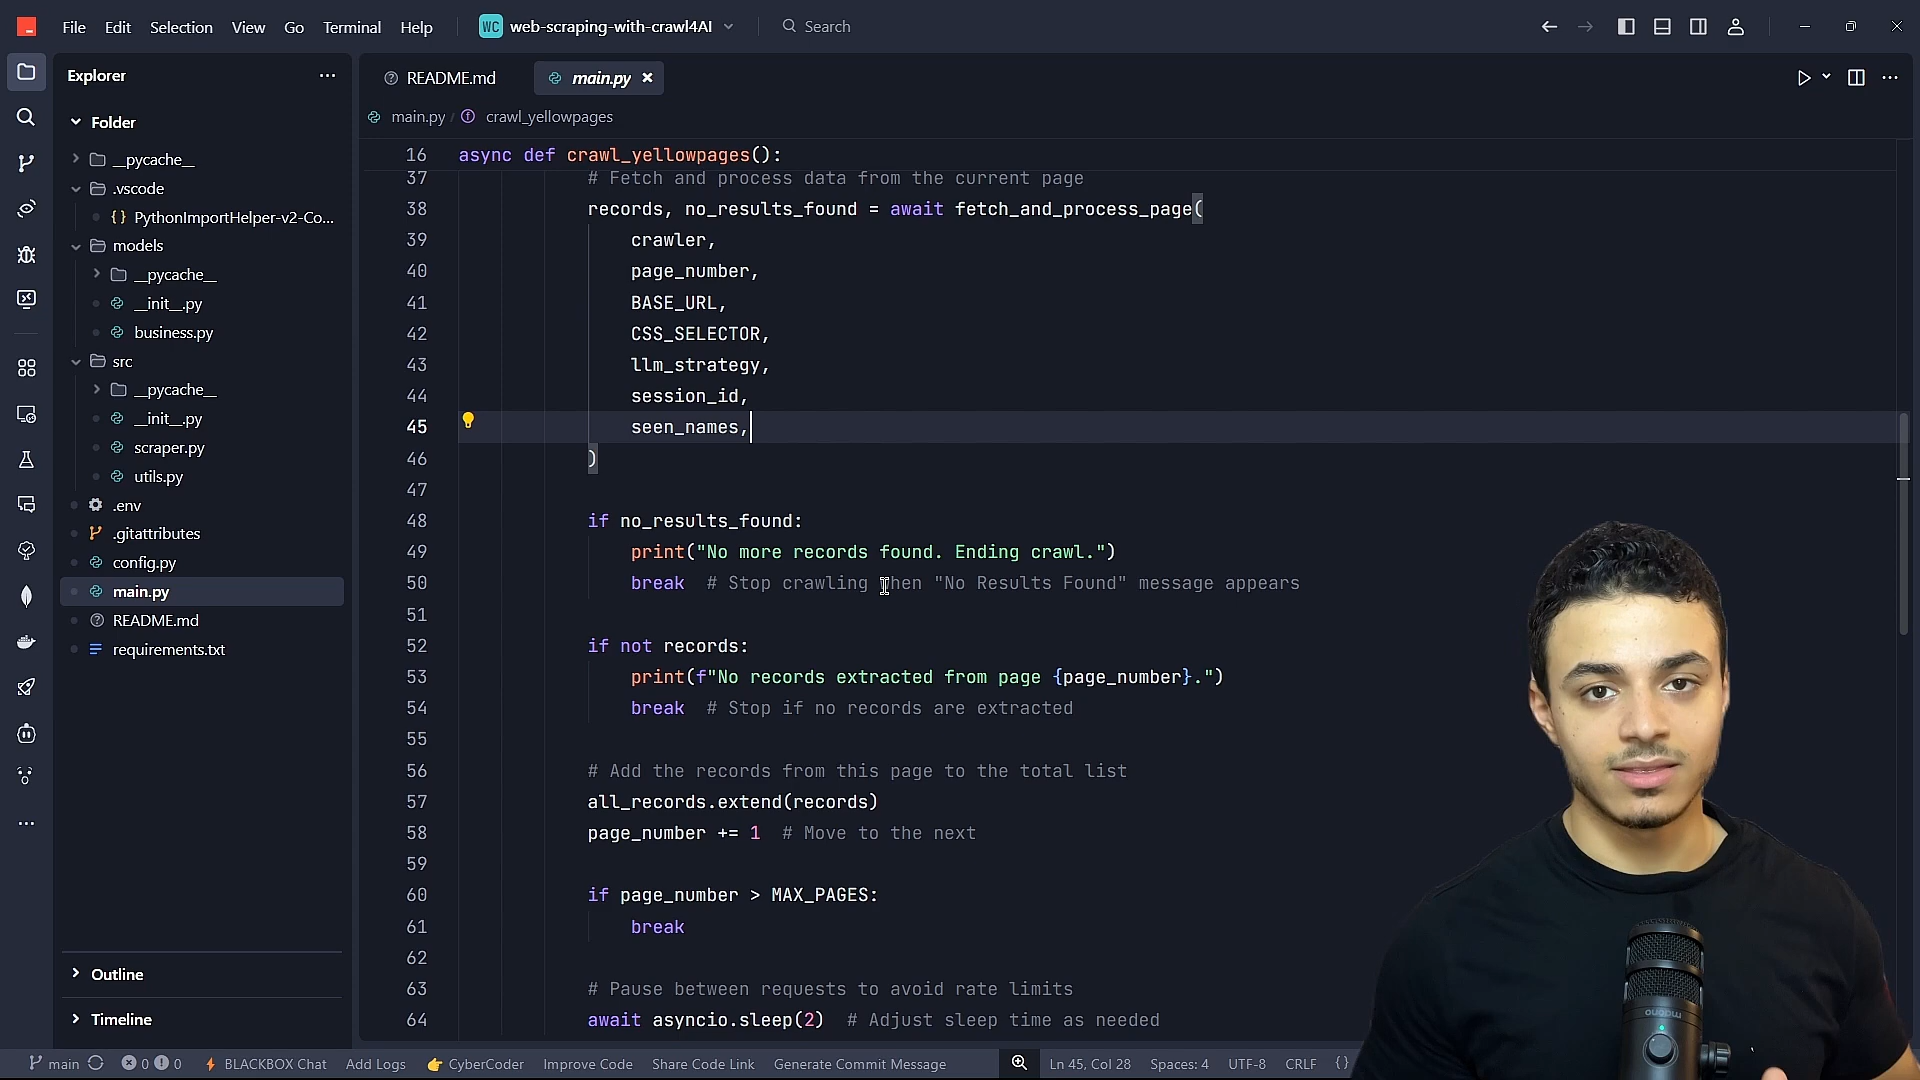 File Edit Selection View Go Terminal Help WC web-scraping-with-crawl4AI Search
Explorer
Folder
__pycache__
.vscode
{} PythonImportHelper-v2-Co...
models
__pycache__
__init__.py
business.py
src
__pycache__
__init__.py
scraper.py
utils.py
.env
.gitattributes
config.py
main.py
README.md
requirements.txt
Outline
Timeline
README.md main.py
main.py / crawl_yellowpages
16 async def crawl_yellowpages():
37 # Fetch and process data from the current page
38 records, no_results_found = await fetch_and_process_page(
39 crawler,
40 page_number,
41 BASE_URL,
42 CSS_SELECTOR,
43 llm_strategy,
44 session_id,
45 seen_names,
46 )
47
48 if no_results_found:
49 print("No more records found. Ending crawl.")
50 break # Stop crawling when "No Results Found" message appears
51
52 if not records:
53 print(f"No records extracted from page {page_number}.")
54 break # Stop if no records are extracted
55
56 # Add the records from this page to the total list
57 all_records.extend(records)
58 page_number += 1 # Move to the next
59
60 if page_number > MAX_PAGES:
61 break
62
63 # Pause between requests to avoid rate limits
64 await asyncio.sleep(2) # Adjust sleep time as needed
main 0 0 BLACKBOX Chat Add Logs CyberCoder Improve Code Share Code Link Generate Commit Message Ln 45, Col 28 Spaces: 4 UTF-8 CRLF {}
maono